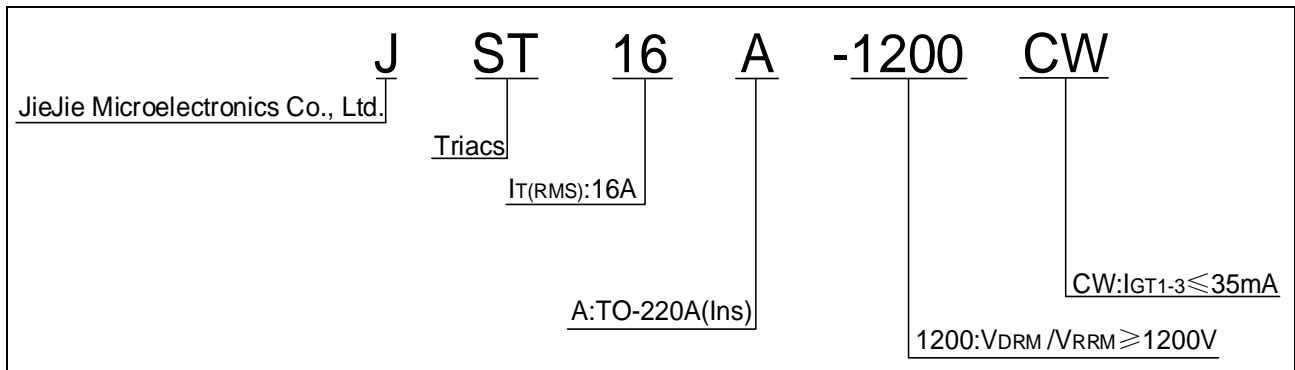 J ST 16 A -1200 CW
JieJie Microelectronics Co., Ltd.
Triacs
IT(RMS):16A
CW:IGT1-3≤35mA
A:TO-220A(Ins)
1200:VDRM/VRRM≥1200V